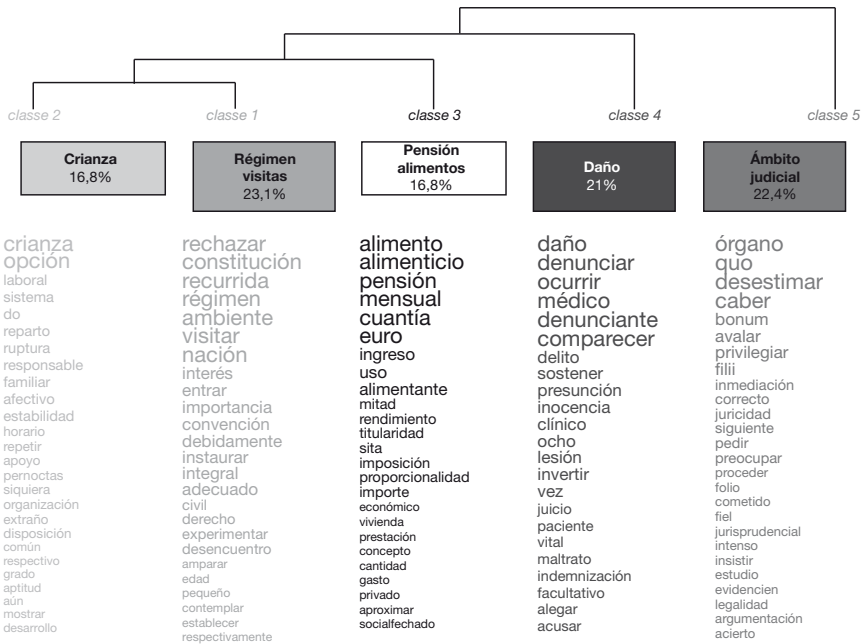 classe 2
classe 1
classe 3
classe 4
classe 5
Crianza
16,8%
Régimen
visitas
23,1%
Pensión
alimentos
16,8%
Daño
21%
Ámbito
judicial
22,4%
crianza
opción
laboral
sistema
do
reparto
ruptura
responsable
familiar
afectivo
estabilidad
horario
repetir
apoyo
pernoctas
siquiera
organización
extraño
disposición
común
respectivo
grado
aptitud
aún
mostrar
desarrollo
rechazar
constitución
recurrida
régimen
ambiente
visitar
nación
interés
entrar
importancia
convención
debidamente
instaurar
integral
adecuado
civil
derecho
experimentar
desencuentro
amparar
edad
pequeño
contemplar
establecer
respectivamente
alimento
alimenticio
pensión
mensual
cuantía
euro
ingreso
uso
alimentante
mitad
rendimiento
titularidad
sita
imposición
proporcionalidad
importe
económico
vivienda
prestación
concepto
cantidad
gasto
privado
aproximar
socialfechado
daño
denunciar
ocurrir
médico
denunciante
comparecer
delito
sostener
presunción
inocencia
clínico
ocho
lesión
invertir
vez
juicio
paciente
vital
maltrato
indemnización
facultativo
alegar
acusar
órgano
quo
desestimar
caber
bonum
avalar
privilegiar
filii
inmediación
correcto
juricidad
siguiente
pedir
preocupar
proceder
folio
cometido
fiel
jurisprudencial
intenso
insistir
estudio
evidencien
legalidad
argumentación
acierto